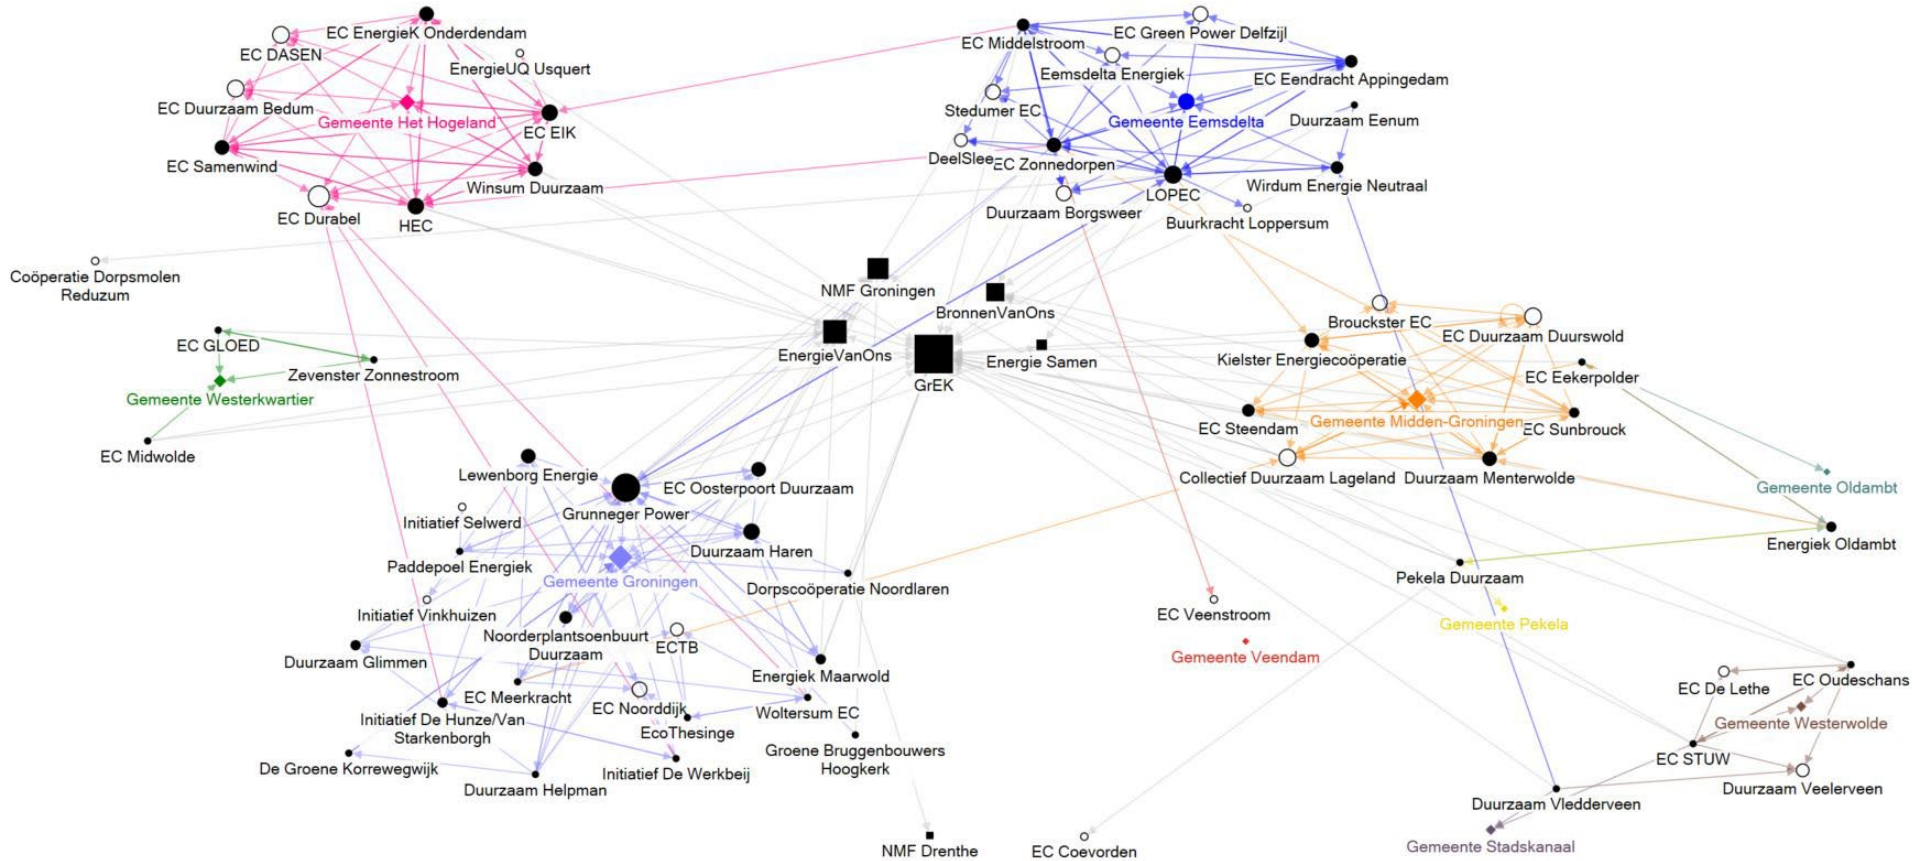 EC EnergieK Onderdendam
EC DASEN
EnergieUQ Usquert
EC Duurzaam Bedum
Gemeente Het Hogeland
EC EIK
EC Samenwind
Winsum Duurzaam
EC Durabel
HEC
EC Middelstroom
EC Green Power Delfzijl
Eemsdelta Energiek
EC Eendracht Appingedam
Stedumer EC
Gemeente Eemsdelta
Duurzaam Eenum
DeelSlee
EC Zonnedorpen
LOPEC
Wirdum Energie Neutraal
Duurzaam Borgsweer
Buurkracht Loppersum
Coöperatie Dorpsmolen
Reduzum
NMF Groningen
BronnenVanOns
EnergieVanOns
Energie Samen
GrEK
EC GLOED
Zevenster Zonnestroom
Gemeente Westerkwartier
EC Midwolde
Brouckster EC
EC Duurzaam Duurswold
Kielster Energiecoöperatie
EC Eekerpolder
EC Steendam
Gemeente Midden-Groningen
EC Sunbrouck
Collectief Duurzaam Lageland
Duurzaam Menterwolde
Gemeente Oldambt
Energiek Oldambt
Lewenborg Energie
EC Oosterpoort Duurzaam
Grunneger Power
Initiatief Selwerd
Duurzaam Haren
Paddepoel Energiek
Gemeente Groningen
Dorpscoöperatie Noordlaren
Initiatief Vinkhuizen
Noorderplantsoenbuurt
Duurzaam
ECTB
Duurzaam Glimmen
Energiek Maarwold
EC Meerkracht
EC Noorddijk
Woltersum EC
Initiatief De Hunze/Van
Starkenborgh
EcoThesinge
Groene Bruggenbouwers
Hoogkerk
De Groene Korrewegwijk
Initiatief De Werkbeij
Duurzaam Helpman
Pekela Duurzaam
EC Veenstroom
Gemeente Pekela
Gemeente Veendam
EC De Lethe
EC Oudeschans
Gemeente Westerwolde
EC STUW
Duurzaam Veelerveen
Duurzaam Vledderveen
Gemeente Stadskanaal
NMF Drenthe
EC Coevorden